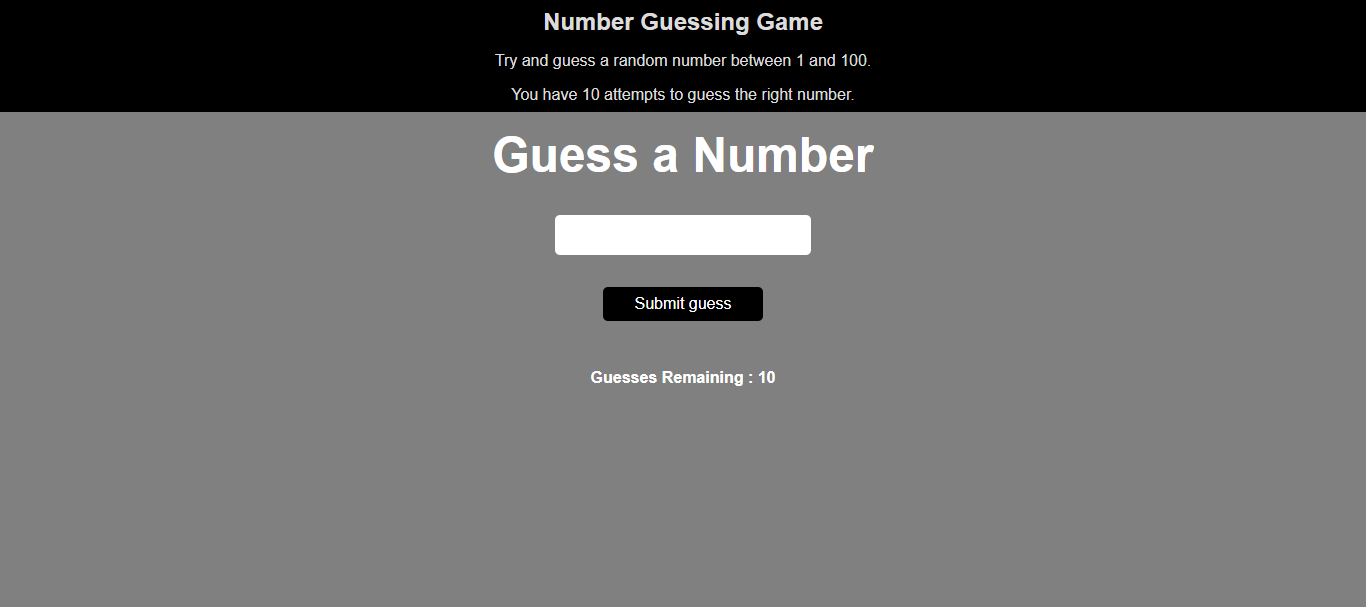 Number Guessing Game
Try and guess a random number between 1 and 100.
You have 10 attempts to guess the right number.
Guess a Number
Submit guess
Guesses Remaining : 10